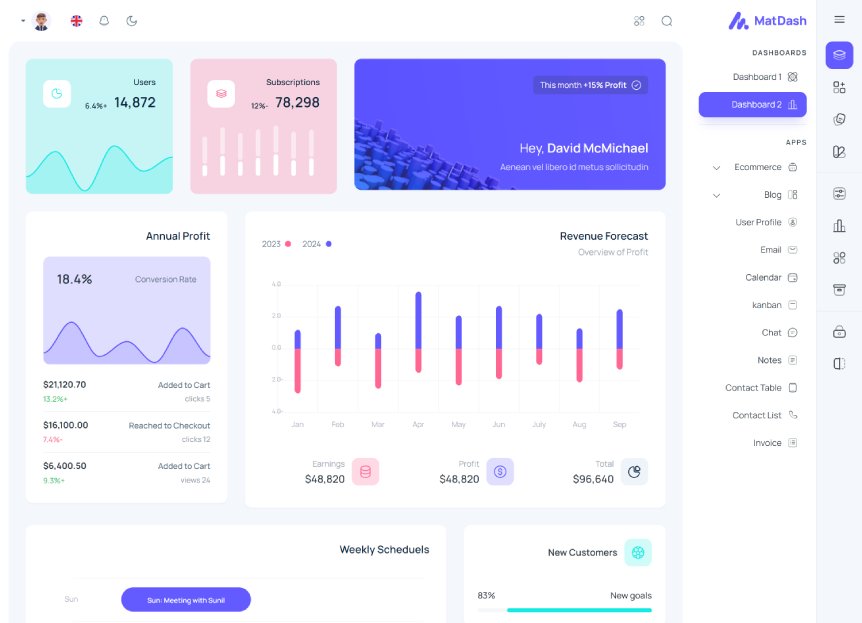 MatDash
DASHBOARDS
Dashboard 1
Dashboard 2
APPS
Ecommerce
Blog
User Profile
Email
Calendar
kanban
Chat
Notes
Contact Table
Contact List
Invoice
This month +15% Profit
Hey, David McMichael
Aenean vel libero id metus sollicitudin
Subscriptions
12%- 78,298
Users
6.4%+ 14,872
Revenue Forecast
Overview of Profit
2023 2024
4.0
2.0
0.0
2.0-
4.0-
Jan Feb Mar Apr May Jun July Aug Sep
Earnings
$48,820
Profit
$48,820
Total
$96,640
Annual Profit
18.4% Conversion Rate
$21,120.70 Added to Cart
13.2%+ clicks 5
$16,100.00 Reached to Checkout
7.4%- clicks 12
$6,400.50 Added to Cart
9.3%+ views 24
New Customers
83% New goals
Weekly Scheduels
Sun
Sun: Meeting with Sunil